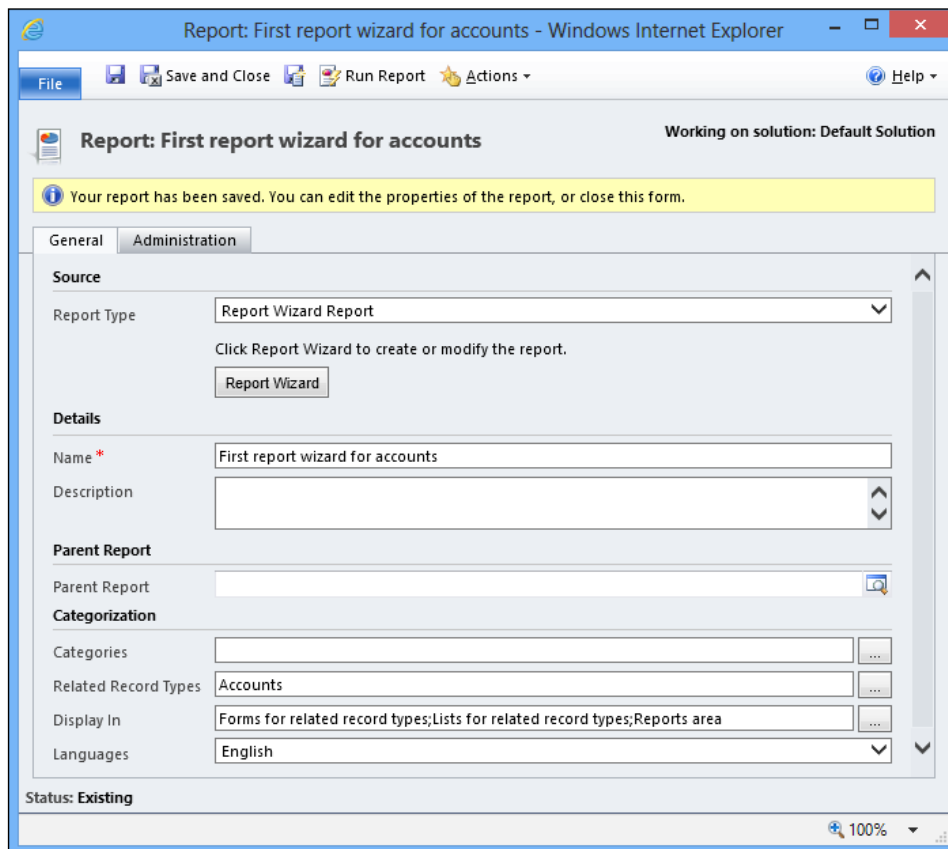 Report: First report wizard for accounts - Windows Internet Explorer
File Save and Close Run Report Actions Help
Report: First report wizard for accounts
Working on solution: Default Solution
Your report has been saved. You can edit the properties of the report, or close this form.
General Administration
Source
Report Type Report Wizard Report
Click Report Wizard to create or modify the report.
Report Wizard
Details
Name* First report wizard for accounts
Description
Parent Report
Parent Report
Categorization
Categories ...
Related Record Types Accounts ...
Display In Forms for related record types;Lists for related record types;Reports area ...
Languages English
Status: Existing
100%